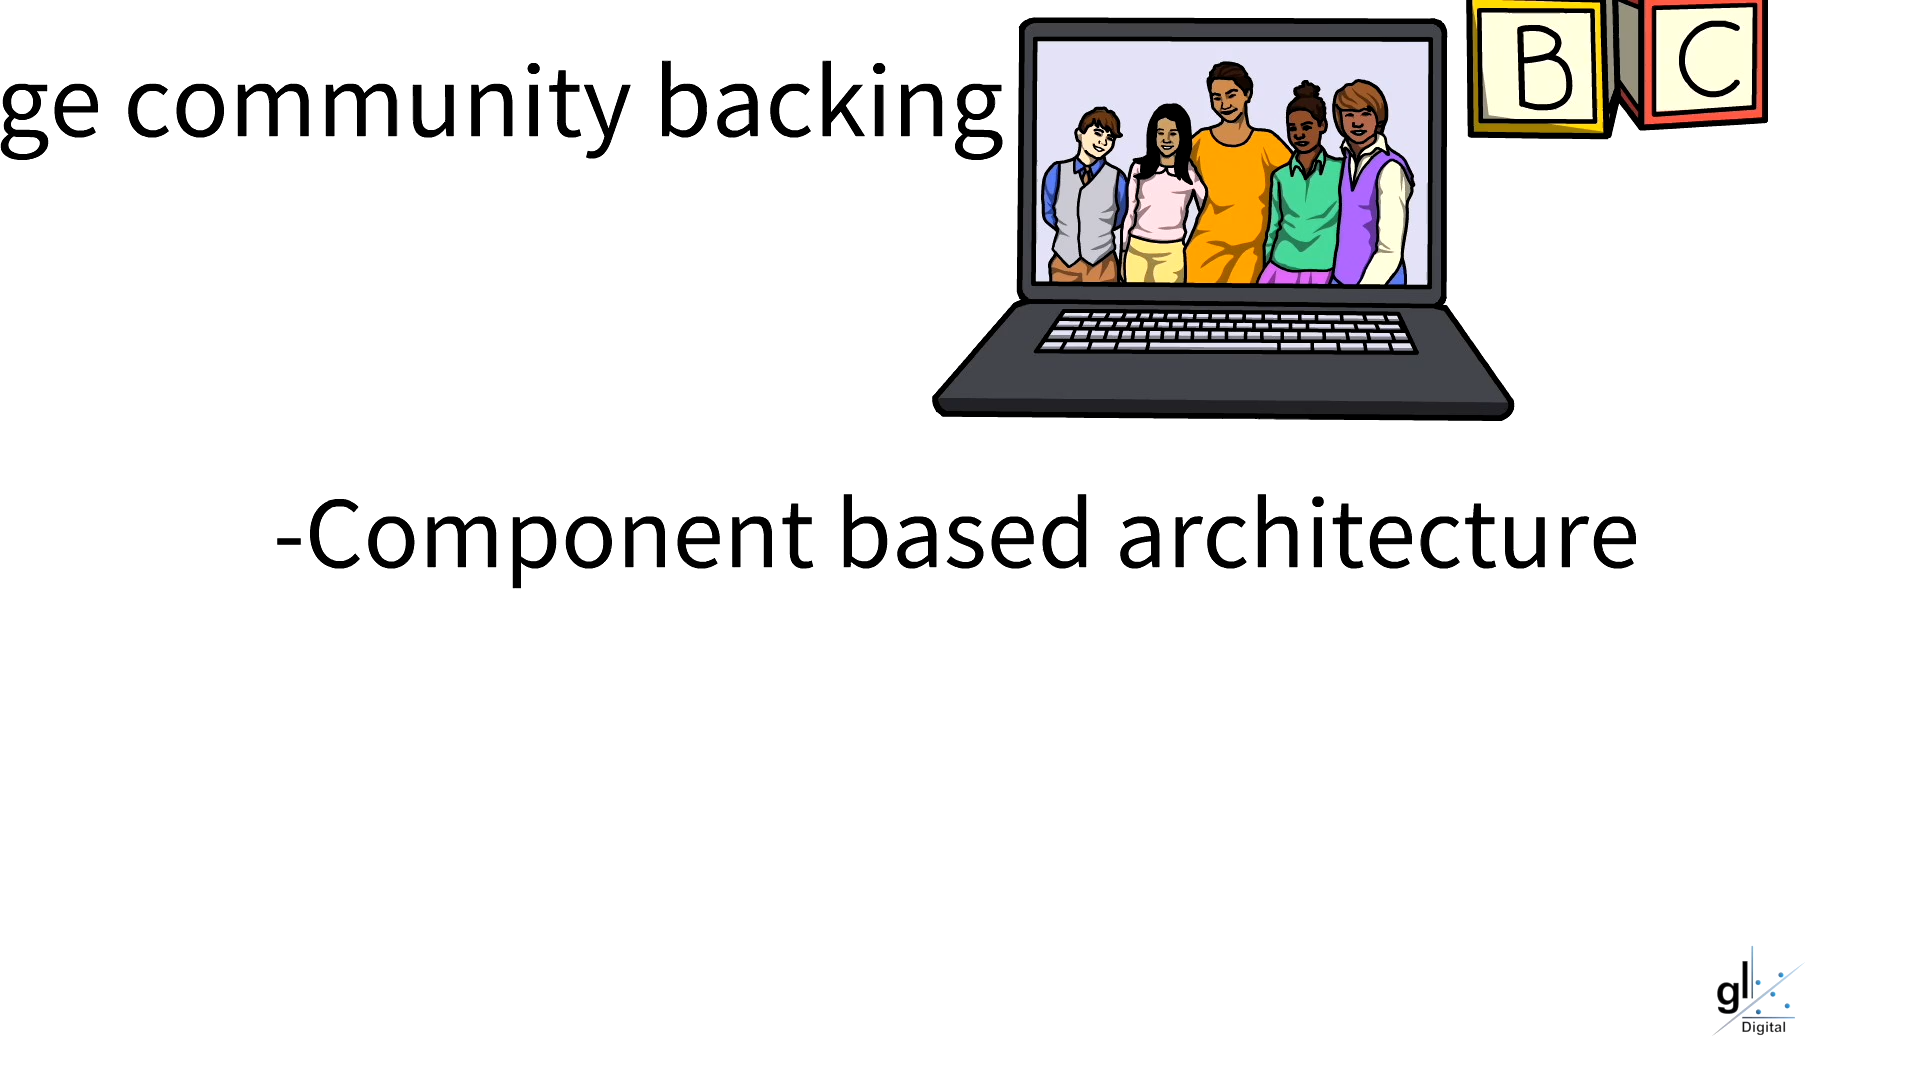 ge community backing
B C
-Component based architecture
gl
Digital